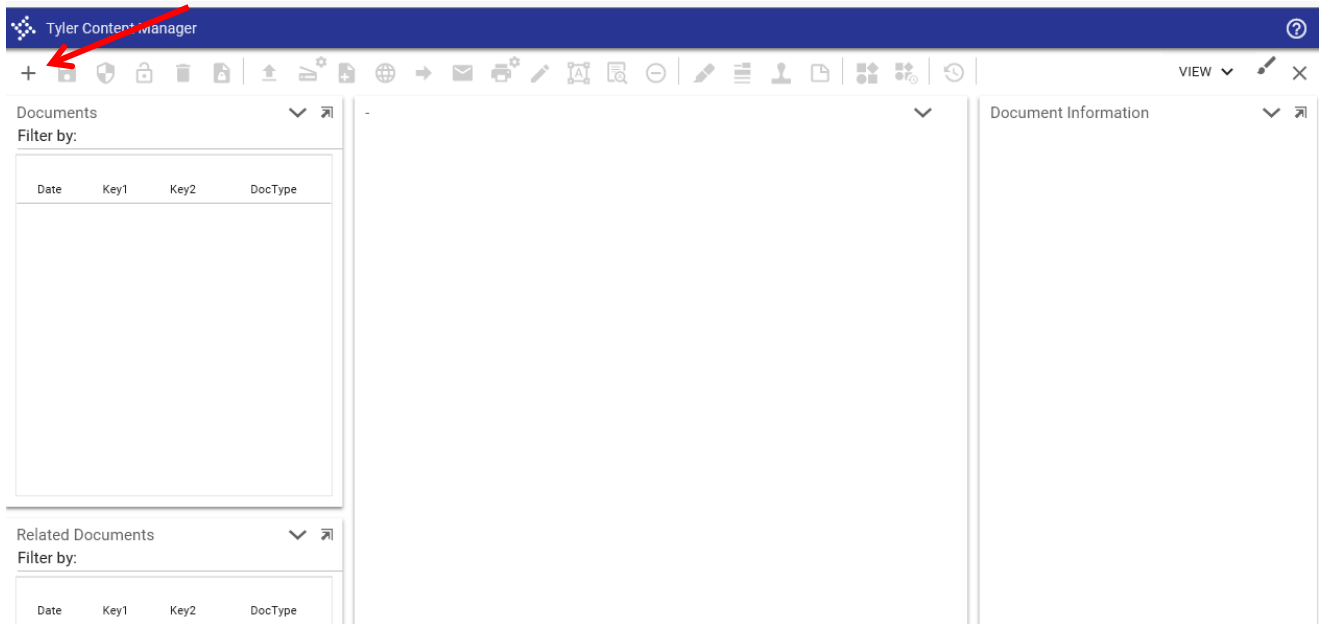 Tyler Content Manager
VIEW
Documents
Filter by:
Date Key1 Key2 DocType
-
Document Information
Related Documents
Filter by:
Date Key1 Key2 DocType